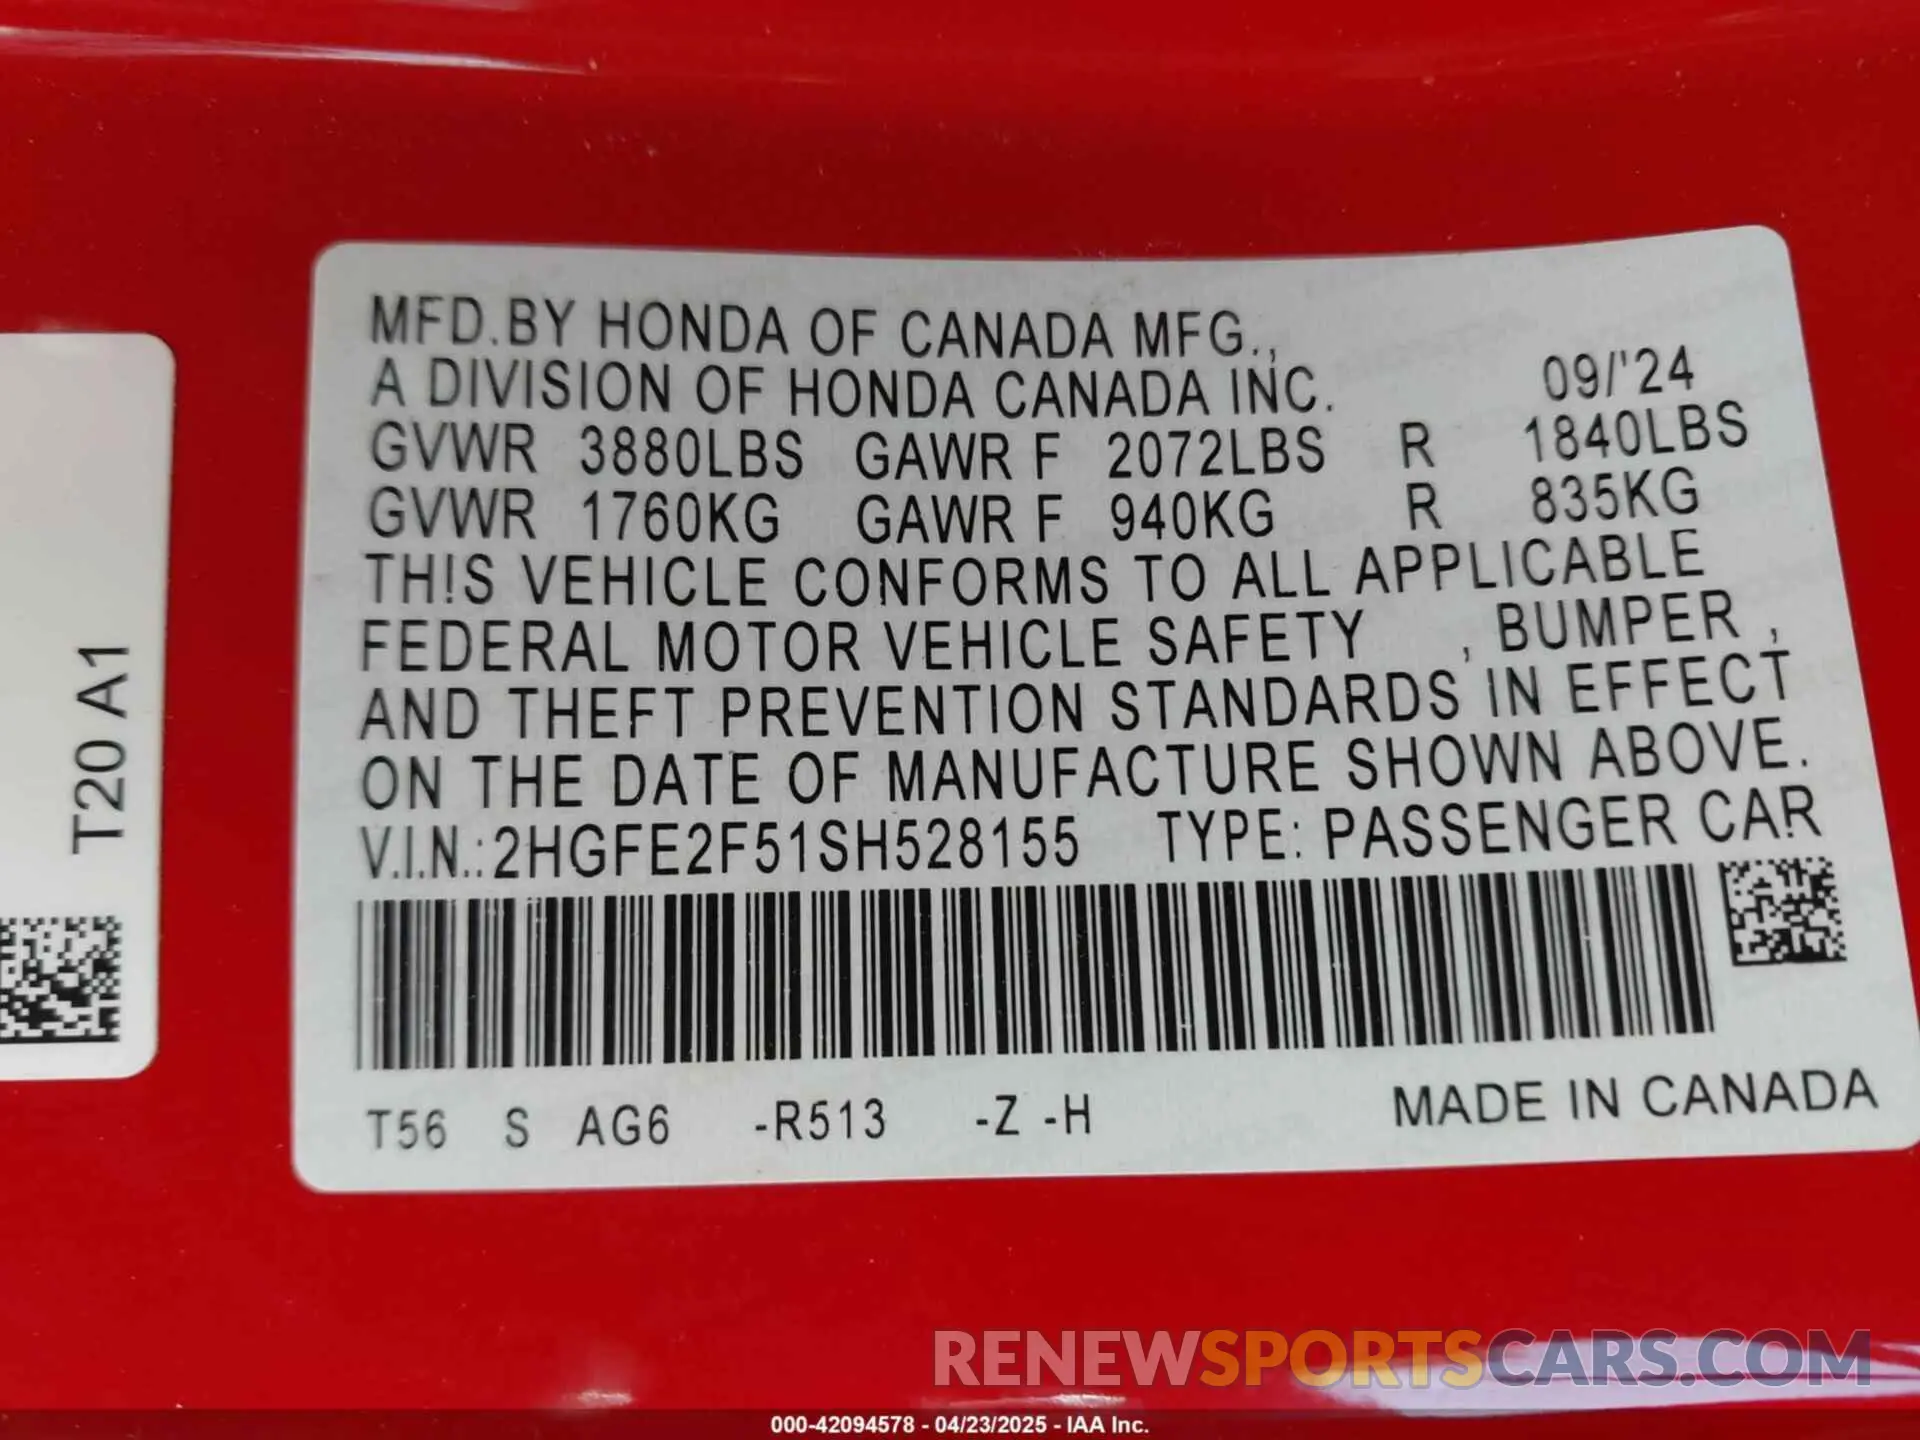 MFD.BY HONDA OF CANADA MFG.,
A DIVISION OF HONDA CANADA INC. 09/'24
GVWR 3880LBS GAWR F 2072LBS R 1840LBS
GVWR 1760KG GAWR F 940KG R 835KG
THIS VEHICLE CONFORMS TO ALL APPLICABLE
FEDERAL MOTOR VEHICLE SAFETY , BUMPER ,
AND THEFT PREVENTION STANDARDS IN EFFECT
ON THE DATE OF MANUFACTURE SHOWN ABOVE.
V.I.N.:2HGFE2F51SH528155 TYPE: PASSENGER CAR
T56 S AG6 -R513 -Z -H MADE IN CANADA
T20 A1
RENEWSPORTSCARS.COM
000-42094578 - 04/23/2025 - IAA Inc.